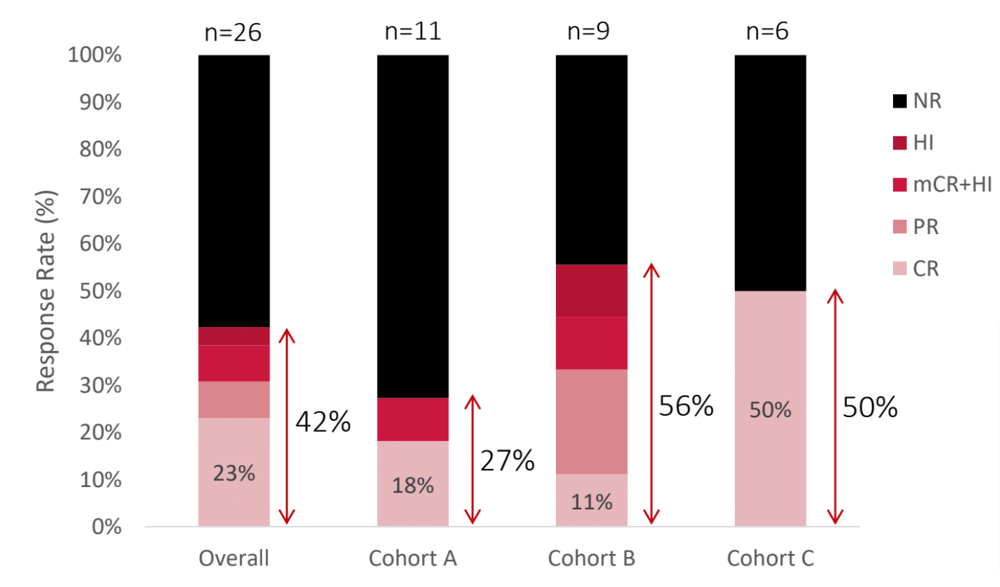 n=26
n=11
n=9
n=6
100%
90%
80%
70%
60%
50%
40%
30%
20%
10%
0%
Response Rate (%)
23%
42%
18%
27%
11%
56%
50%
50%
Overall
Cohort A
Cohort B
Cohort C
NR
HI
mCR+HI
PR
CR